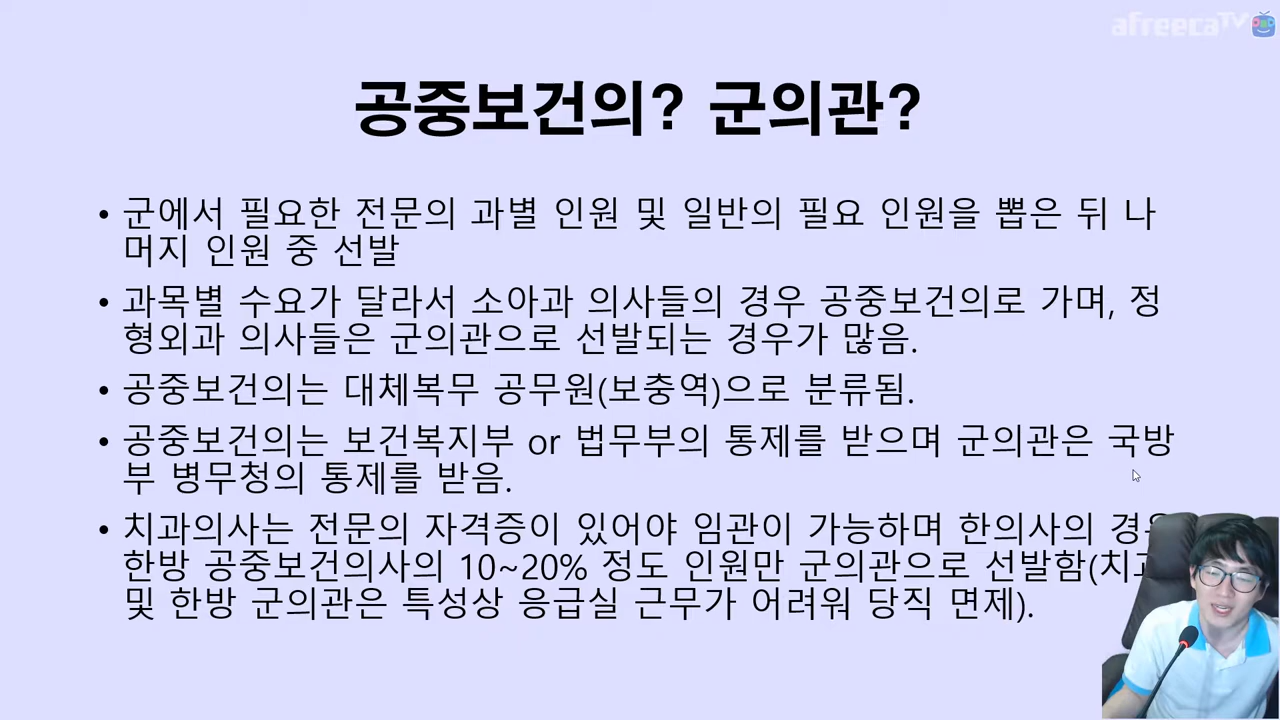 afreecaTV
공중보건의? 군의관?
• 군에서 필요한 전문의 과별 인원 및 일반의 필요 인원을 뽑은 뒤 나
머지 인원 중 선발
• 과목별 수요가 달라서 소아과 의사들의 경우 공중보건의로 가며, 정
형외과 의사들은 군의관으로 선발되는 경우가 많음.
• 공중보건의는 대체복무 공무원(보충역)으로 분류됨.
• 공중보건의는 보건복지부 or 법무부의 통제를 받으며 군의관은 국방
부 병무청의 통제를 받음.
• 치과의사는 전문의 자격증이 있어야 임관이 가능하며 한의사의 경우
한방 공중보건의사의 10~20% 정도 인원만 군의관으로 선발함(치과
및 한방 군의관은 특성상 응급실 근무가 어려워 당직 면제).